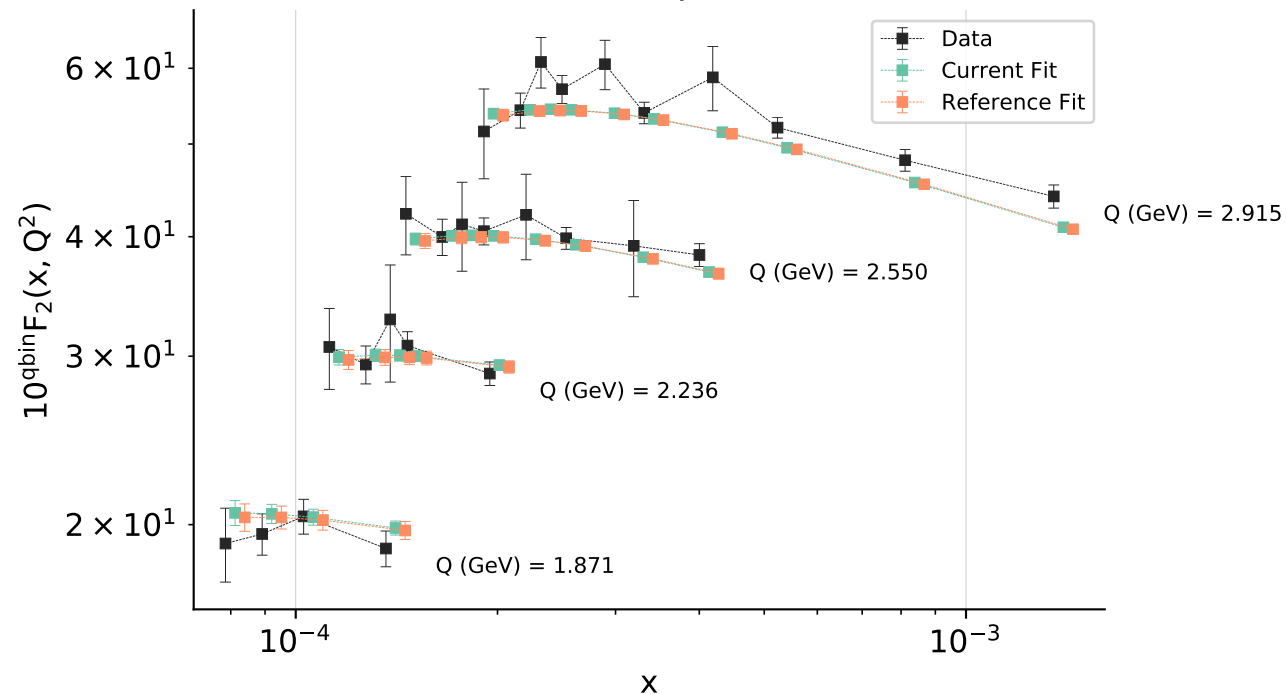 6 × 10¹
4 × 10¹
3 × 10¹
2 × 10¹
10^qbin F₂(x, Q²)
Data
Current Fit
Reference Fit
Q (GeV) = 2.915
Q (GeV) = 2.550
Q (GeV) = 2.236
Q (GeV) = 1.871
10⁻⁴
10⁻³
x